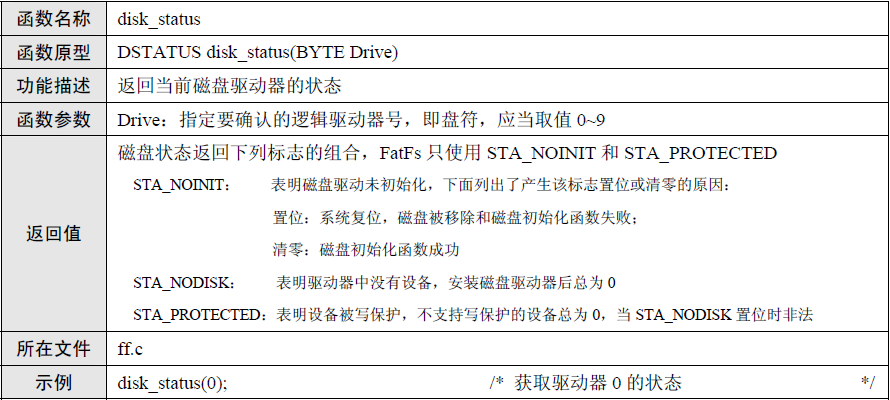 函数名称 disk_status
函数原型 DSTATUS disk_status(BYTE Drive)
功能描述 返回当前磁盘驱动器的状态
函数参数 Drive：指定要确认的逻辑驱动器号，即盘符，应当取值 0~9
返回值 磁盘状态返回下列标志的组合，FatFs 只使用 STA_NOINIT 和 STA_PROTECTED
STA_NOINIT： 表明磁盘驱动未初始化，下面列出了产生该标志置位或清零的原因：
置位：系统复位，磁盘被移除和磁盘初始化函数失败；
清零：磁盘初始化函数成功
STA_NODISK： 表明驱动器中没有设备，安装磁盘驱动器后总为 0
STA_PROTECTED：表明设备被写保护，不支持写保护的设备总为 0，当 STA_NODISK 置位时非法
所在文件 ff.c
示例 disk_status(0); /* 获取驱动器 0 的状态 */